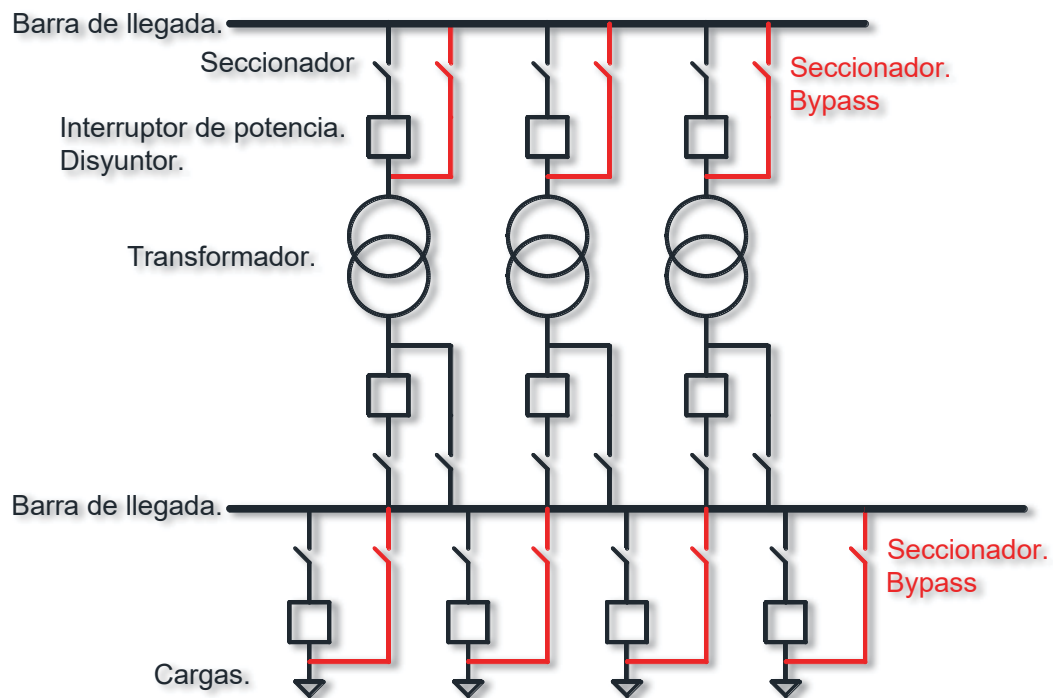 Barra de llegada.
Seccionador
Seccionador.
Bypass
Interruptor de potencia.
Disyuntor.
Transformador.
Barra de llegada.
Seccionador.
Bypass
Cargas.